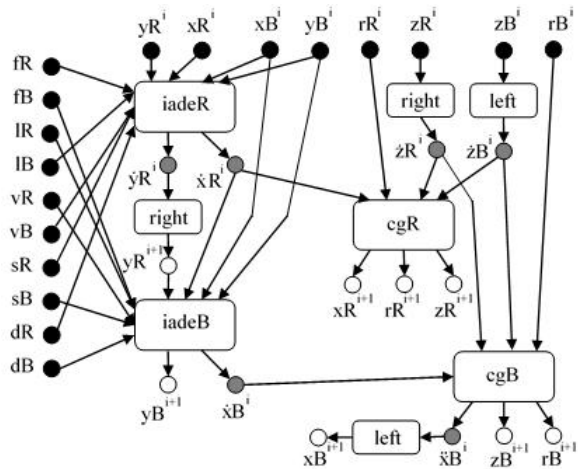 yR^i xR^i xB^i yB^i rR^i zR^i zB^i rB^i
fR
fB
lR
lB
vR
vB
sR
sB
dR
dB
iadeR
right
left
ẏR^i
ẋR^i
żR^i
żB^i
right
cgR
yR^{i+1}
xR^{i+1} rR^{i+1} zR^{i+1}
iadeB
yB^{i+1}
ẋB^i
cgB
xB^{i+1}
left
ẍB^i
zB^{i+1}
rB^{i+1}